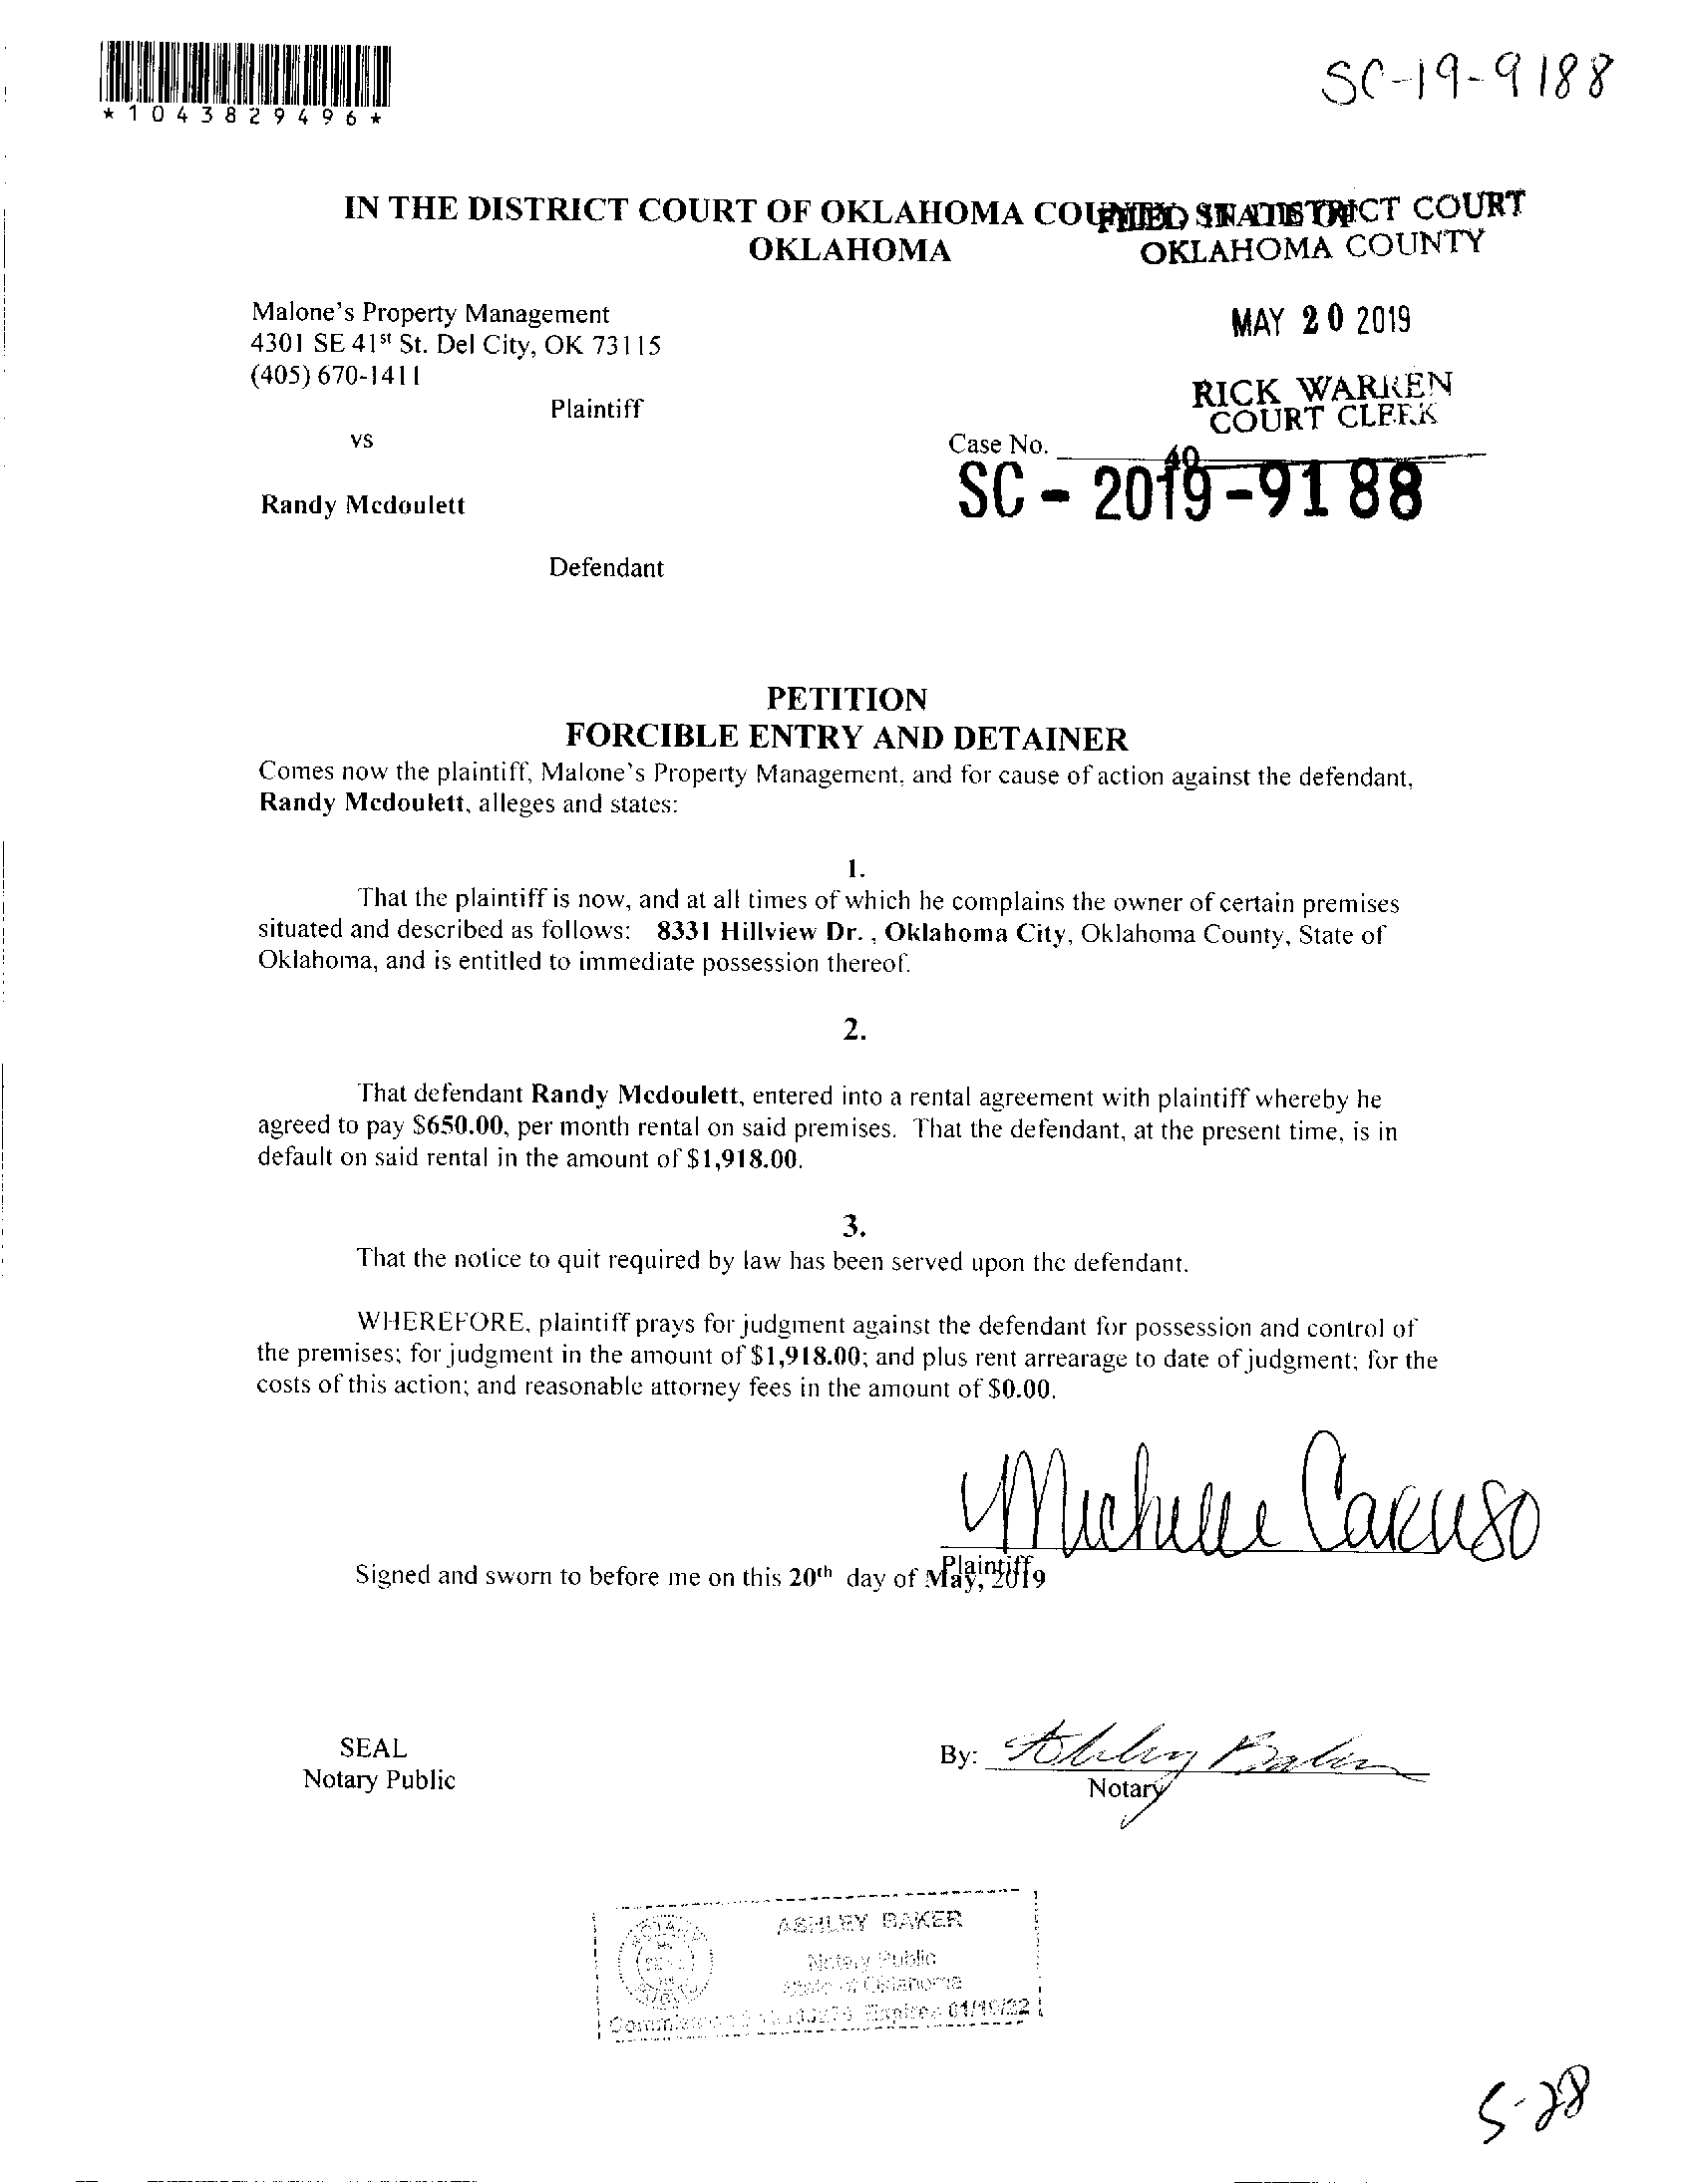 *1043829496*
SC-19-9188
IN THE DISTRICT COURT OF OKLAHOMA COUNTY, STATE OF
OKLAHOMA
FILED IN DISTRICT COURT
OKLAHOMA COUNTY
MAY 20 2019
RICK WARREN
COURT CLERK
Malone's Property Management
4301 SE 41st St. Del City, OK 73115
(405) 670-1411
Plaintiff
vs
Case No.
SC - 2019-9188
Randy Mcdoulett
Defendant
PETITION
FORCIBLE ENTRY AND DETAINER
Comes now the plaintiff, Malone's Property Management, and for cause of action against the defendant,
Randy Mcdoulett, alleges and states:
1.
That the plaintiff is now, and at all times of which he complains the owner of certain premises
situated and described as follows: 8331 Hillview Dr. , Oklahoma City, Oklahoma County, State of
Oklahoma, and is entitled to immediate possession thereof.
2.
That defendant Randy Mcdoulett, entered into a rental agreement with plaintiff whereby he
agreed to pay $650.00, per month rental on said premises. That the defendant, at the present time, is in
default on said rental in the amount of $1,918.00.
3.
That the notice to quit required by law has been served upon the defendant.
WHEREFORE, plaintiff prays for judgment against the defendant for possession and control of
the premises; for judgment in the amount of $1,918.00; and plus rent arrearage to date of judgment; for the
costs of this action; and reasonable attorney fees in the amount of $0.00.
Michelle Caruso
Plaintiff
Signed and sworn to before me on this 20th day of May, 2019
SEAL
Notary Public
By: Ashley Baker
Notary
ASHLEY BAKER
Notary Public
State of Oklahoma
Commission Expires 01/10/22
5-28